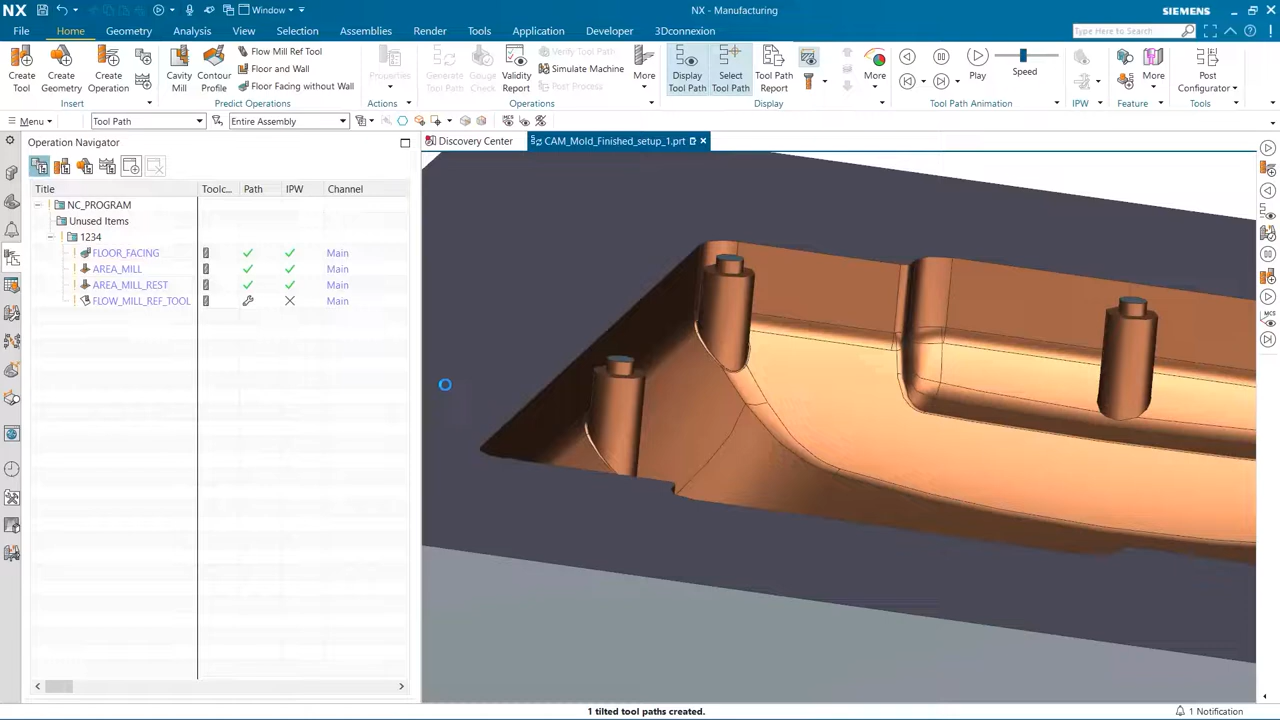 NX Window NX - Manufacturing SIEMENS
File Home Geometry Analysis View Selection Assemblies Render Tools Application Developer 3Dconnexion Type Here to Search
Create Tool Create Geometry Create Operation Insert
Cavity Mill Contour Profile Flow Mill Ref Tool Floor and Wall Floor Facing without Wall Predict Operations
Properties Actions
Generate Tool Path Gouge Check Validity Report Verify Tool Path Simulate Machine Post Process More Operations
Display Tool Path Select Tool Path Tool Path Report More Display
Play Speed Tool Path Animation
IPW
More Feature
Post Configurator Tools
Menu Tool Path Entire Assembly
Operation Navigator Discovery Center CAM_Mold_Finished_setup_1.prt
Title Toolc... Path IPW Channel
NC_PROGRAM
Unused Items
1234
FLOOR_FACING Main
AREA_MILL Main
AREA_MILL_REST Main
FLOW_MILL_REF_TOOL Main
MCS
1 tilted tool paths created. 1 Notification